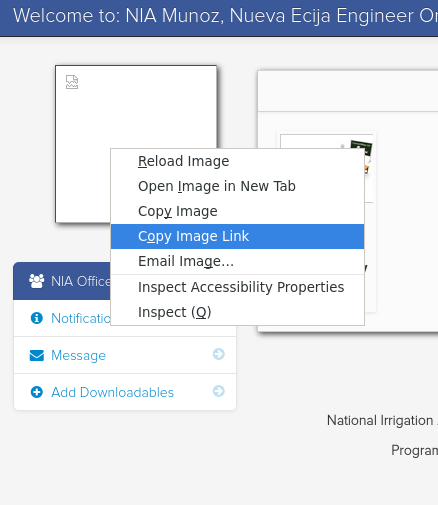 Welcome to: NIA Munoz, Nueva Ecija Engineer
Reload Image
Open Image in New Tab
Copy Image
Copy Image Link
Email Image...
Inspect Accessibility Properties
Inspect (Q)
NIA Office
Notificatio
Message
Add Downloadables
National Irrigation
Program